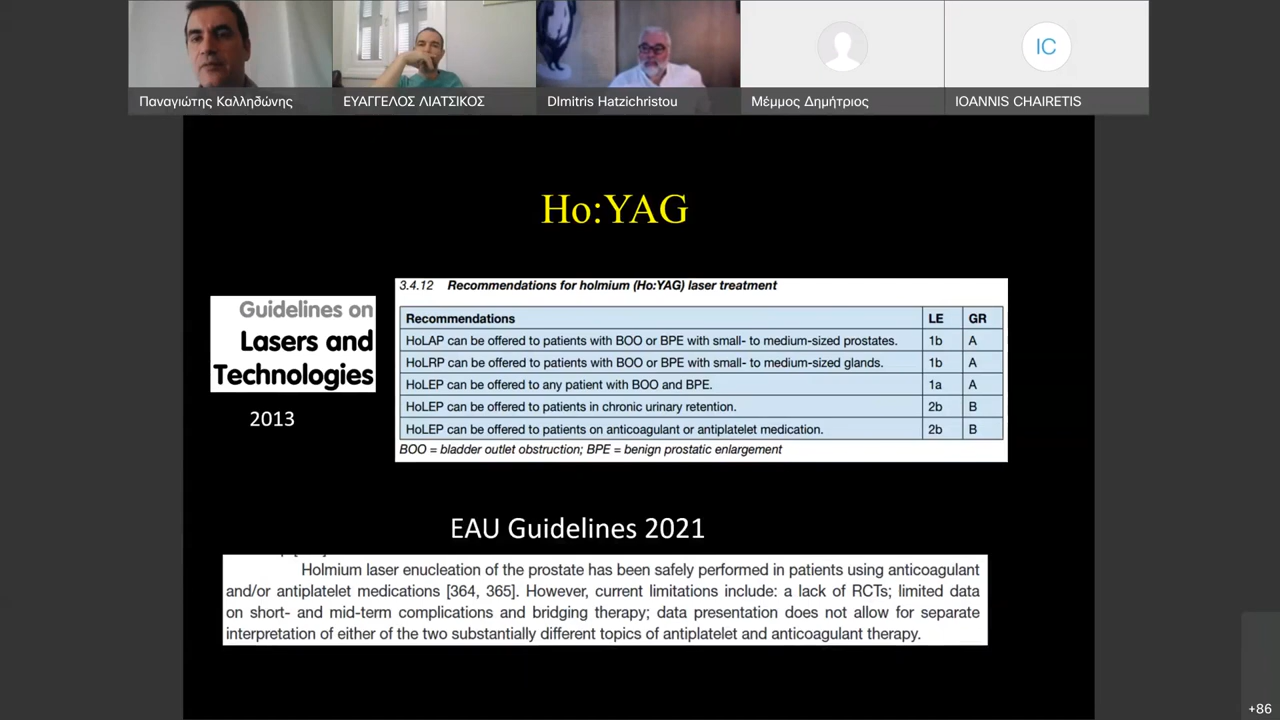 Παναγιώτης Καλληδώνης
ΕΥΑΓΓΕΛΟΣ ΛΙΑΤΣΙΚΟΣ
DImitris Hatzichristou
Μέμμος Δημήτριος
IC
IOANNIS CHAIRETIS
Ho:YAG
Guidelines on
Lasers and
Technologies
2013
3.4.12 Recommendations for holmium (Ho:YAG) laser treatment
Recommendations LE GR
HoLAP can be offered to patients with BOO or BPE with small- to medium-sized prostates. 1b A
HoLRP can be offered to patients with BOO or BPE with small- to medium-sized glands. 1b A
HoLEP can be offered to any patient with BOO and BPE. 1a A
HoLEP can be offered to patients in chronic urinary retention. 2b B
HoLEP can be offered to patients on anticoagulant or antiplatelet medication. 2b B
BOO = bladder outlet obstruction; BPE = benign prostatic enlargement
EAU Guidelines 2021
Holmium laser enucleation of the prostate has been safely performed in patients using anticoagulant
and/or antiplatelet medications [364, 365]. However, current limitations include: a lack of RCTs; limited data
on short- and mid-term complications and bridging therapy; data presentation does not allow for separate
interpretation of either of the two substantially different topics of antiplatelet and anticoagulant therapy.
+86